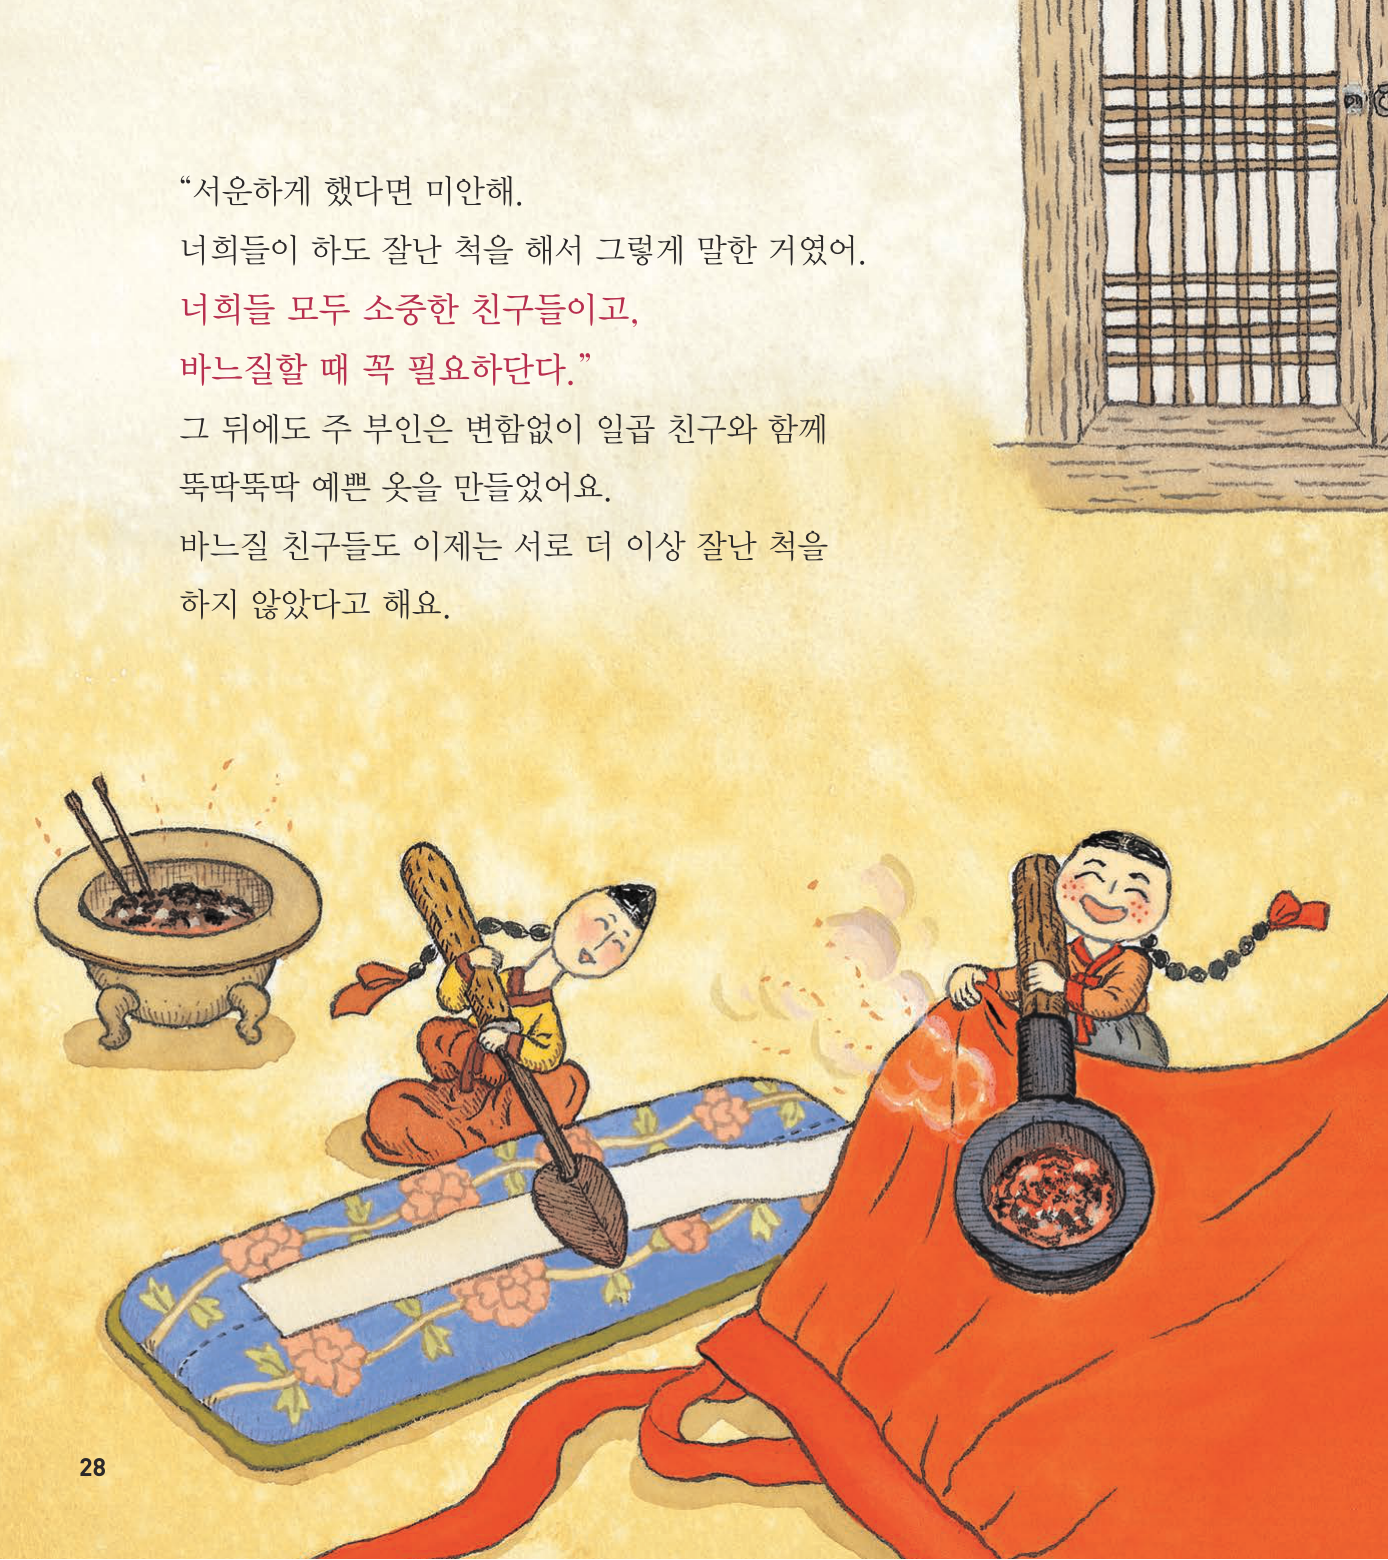 “서운하게 했다면 미안해.
너희들이 하도 잘난 척을 해서 그렇게 말한 거였어.
너희들 모두 소중한 친구들이고,
바느질할 때 꼭 필요하단다.”
그 뒤에도 주 부인은 변함없이 일곱 친구와 함께
뚝딱뚝딱 예쁜 옷을 만들었어요.
바느질 친구들도 이제는 서로 더 이상 잘난 척을
하지 않았다고 해요.
28